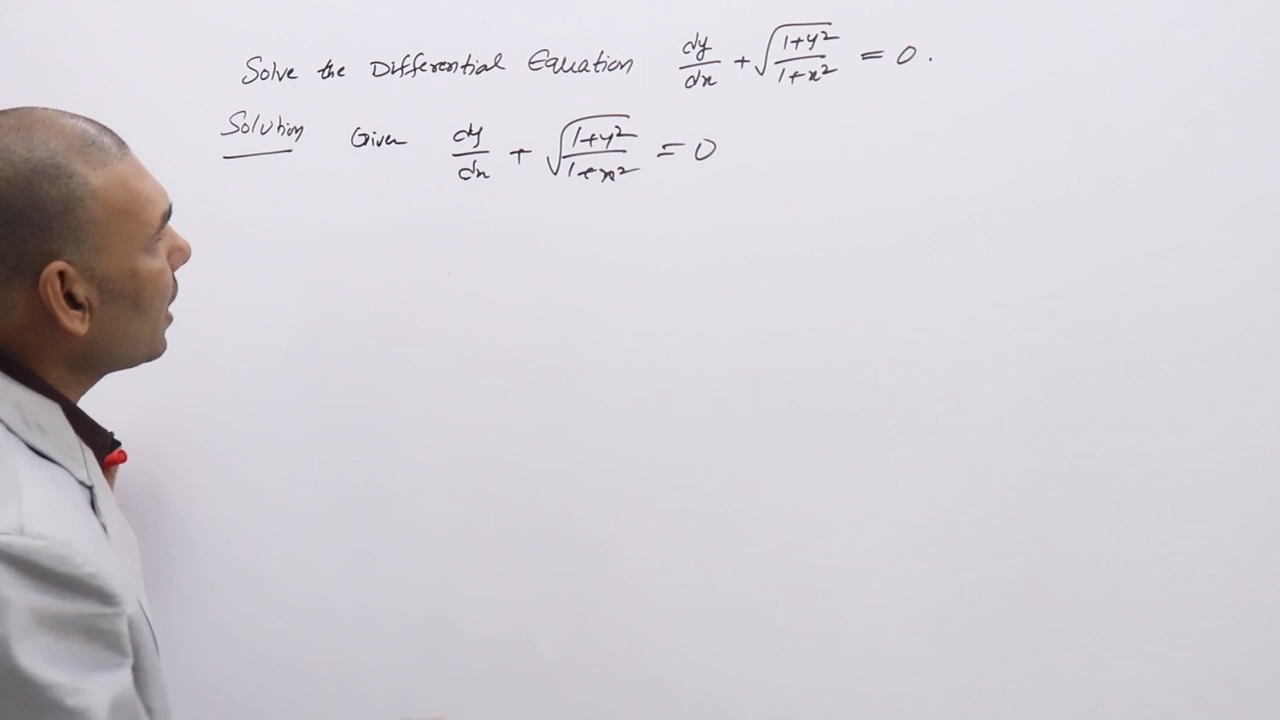 Solve the Differential Equation dy/dx + √(1+y²/1+x²) = 0.
Solution Given dy/dx + √(1+y²/1+x²) = 0